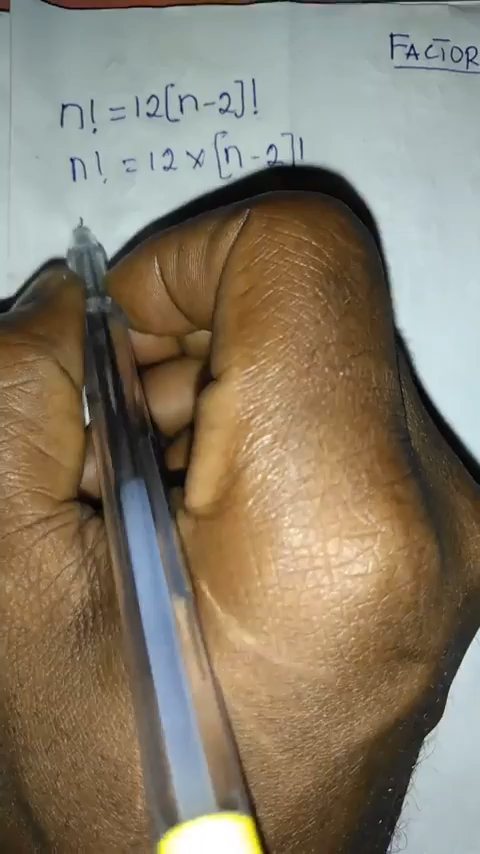 FACTOR
n! = 12[n-2]!
n! = 12 × [n-2]!